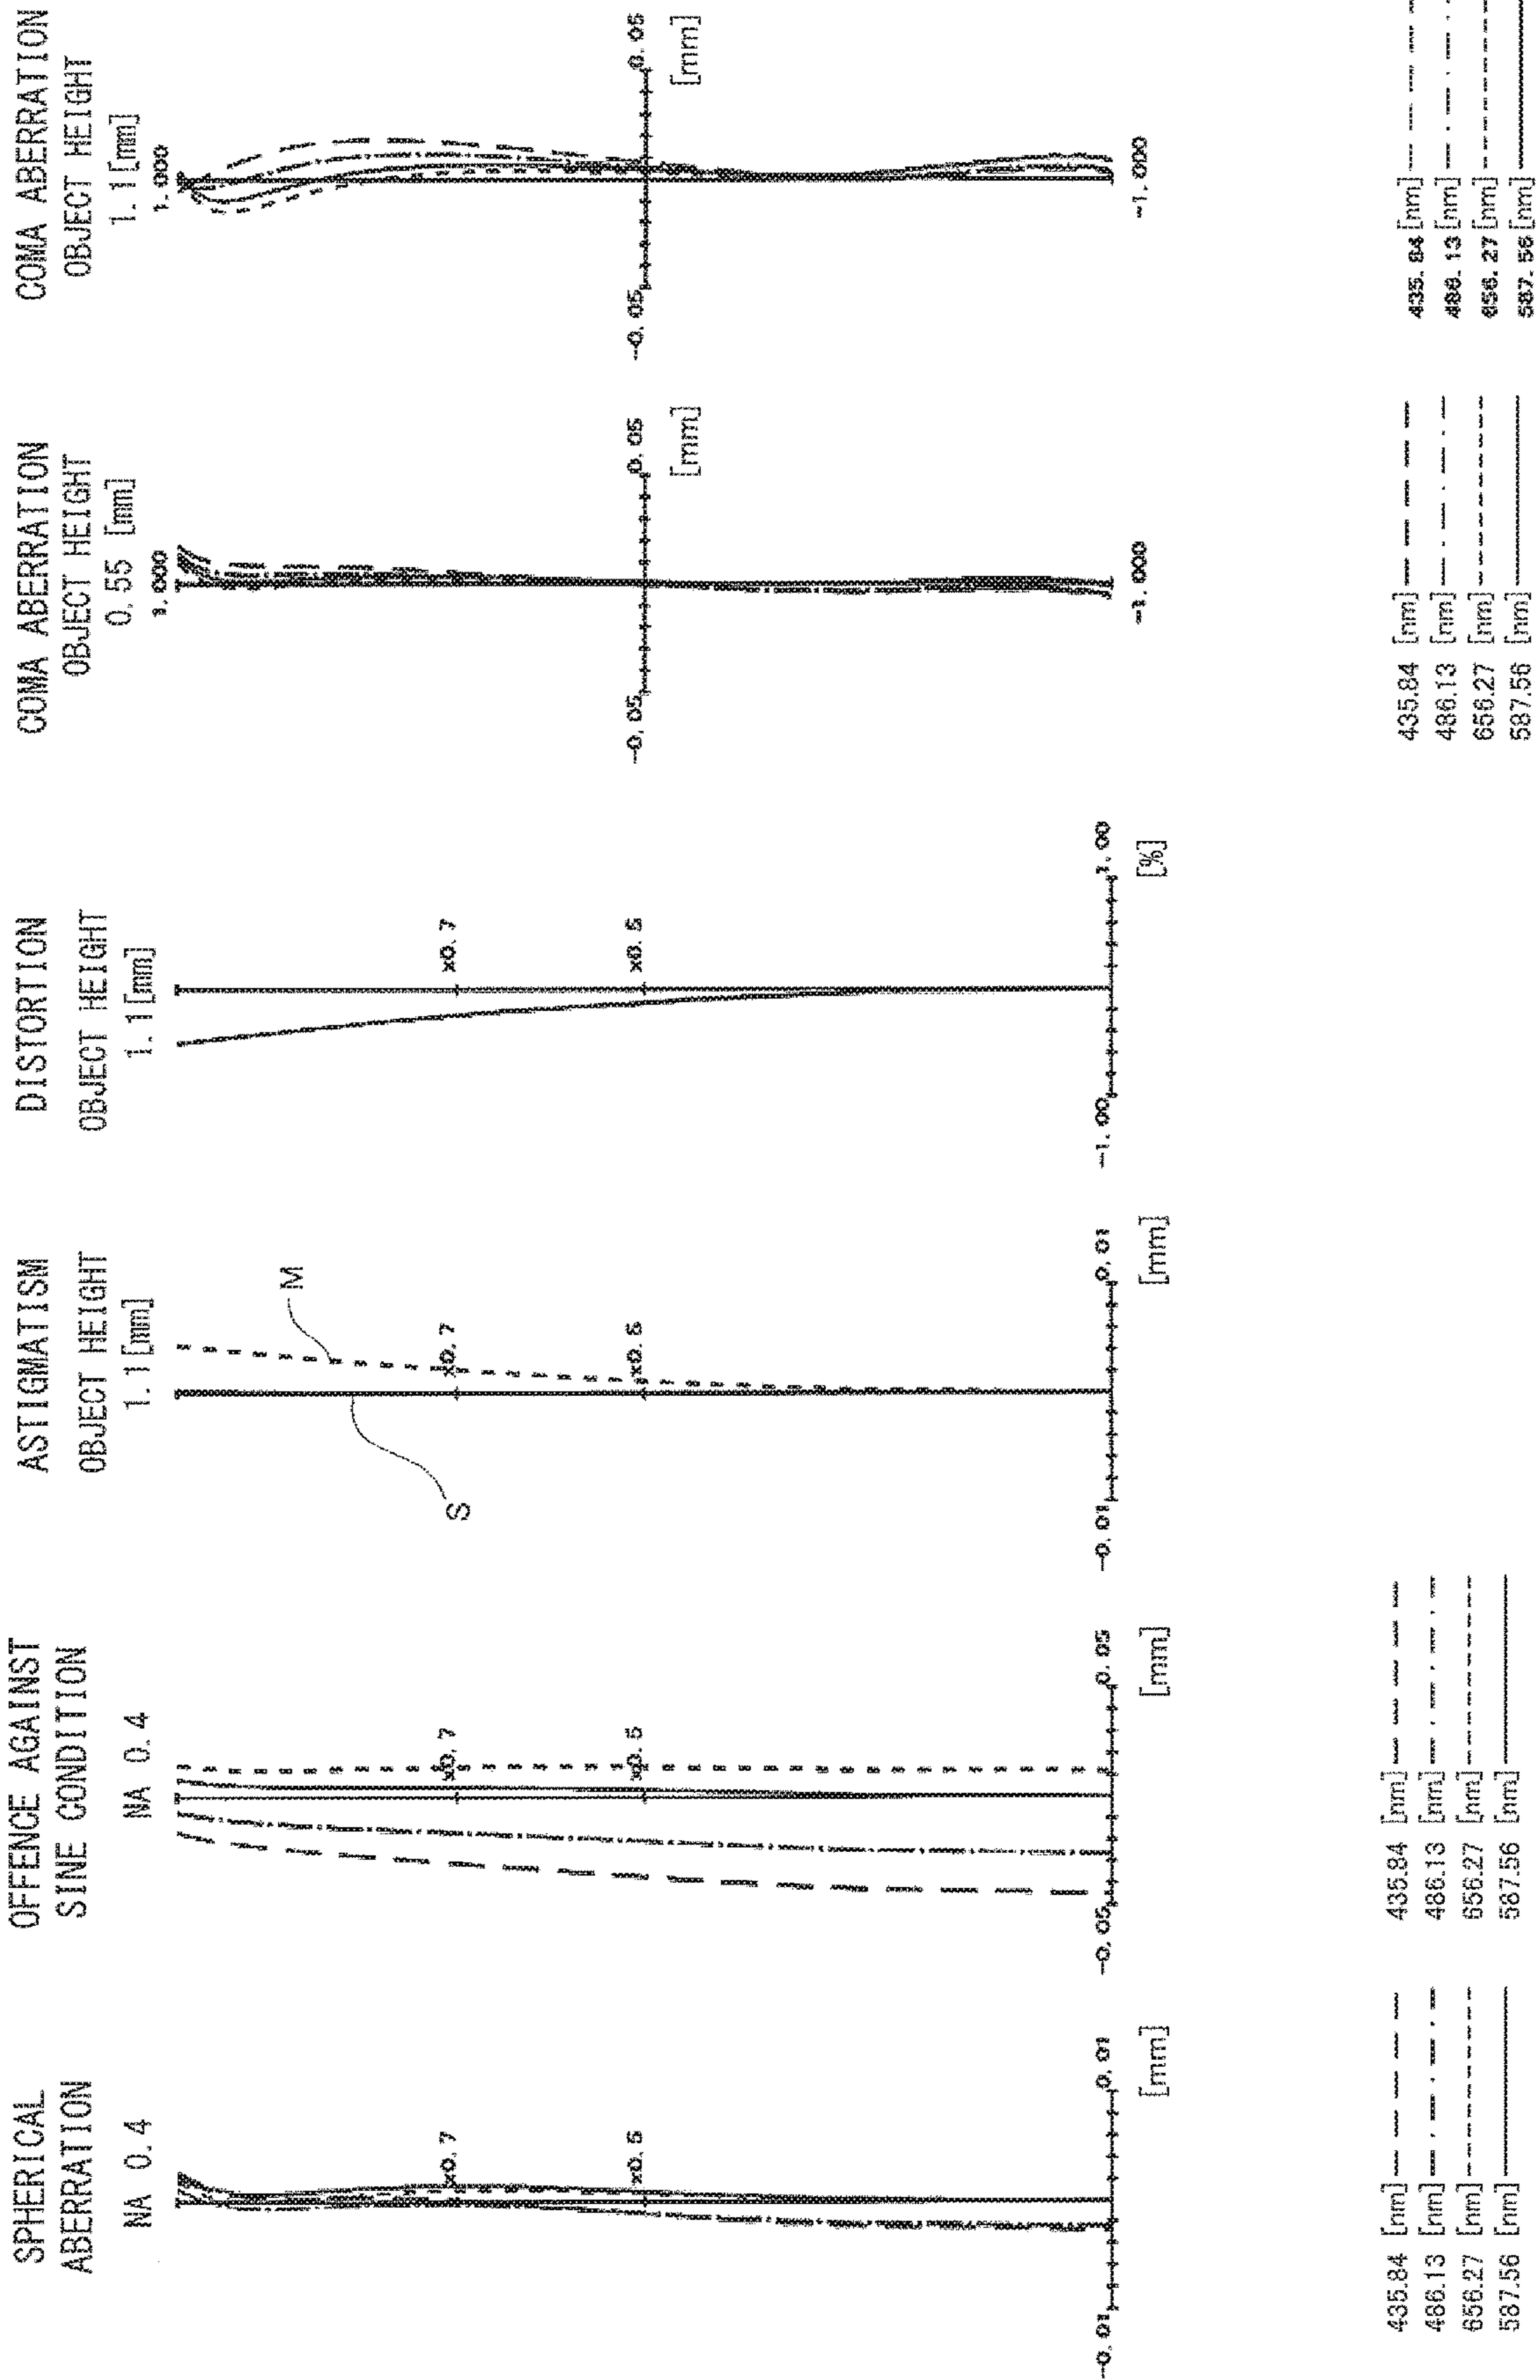 SPHERICAL
ABERRATION
NA 0.4
x0.7
x0.5
-0.01
0.01
[mm]
435.84 [nm]
486.13 [nm]
656.27 [nm]
587.56 [nm]
OFFENCE AGAINST
SINE CONDITION
NA 0.4
x0.7
x0.5
-0.05
0.05
[mm]
435.84 [nm]
486.13 [nm]
656.27 [nm]
587.56 [nm]
ASTIGMATISM
OBJECT HEIGHT
1.1[mm]
M
S
x0.7
x0.5
-0.01
0.01
[mm]
DISTORTION
OBJECT HEIGHT
1.1[mm]
x0.7
x0.5
-1.00
1.00
[%]
COMA ABERRATION
OBJECT HEIGHT
0.55 [mm]
1.000
-0.05
0.05
[mm]
-1.000
435.84 [nm]
486.13 [nm]
656.27 [nm]
587.56 [nm]
COMA ABERRATION
OBJECT HEIGHT
1.1[mm]
1.000
-0.05
0.05
[mm]
-1.000
435.84[nm]
486.13[nm]
656.27[nm]
587.56[nm]